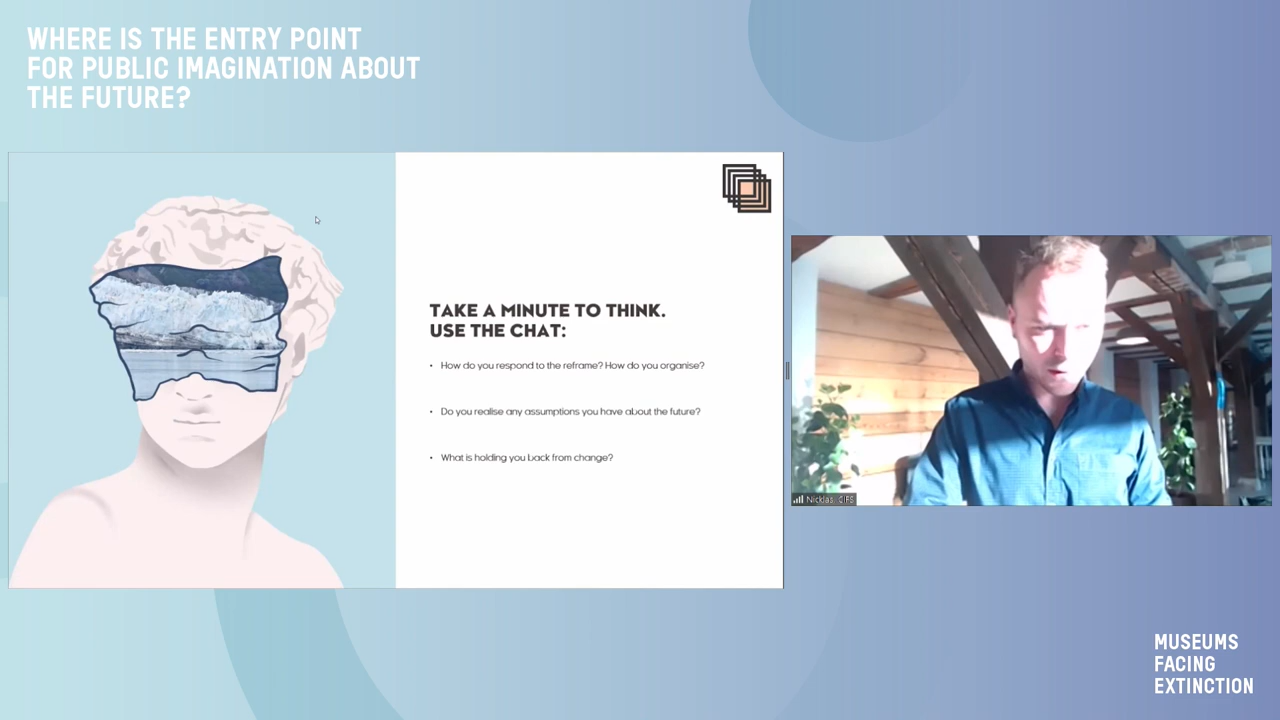 WHERE IS THE ENTRY POINT
FOR PUBLIC IMAGINATION ABOUT
THE FUTURE?
TAKE A MINUTE TO THINK.
USE THE CHAT:
• How do you respond to the reframe? How do you organise?
• Do you realise any assumptions you have about the future?
• What is holding you back from change?
Nicklas, CIFS
MUSEUMS
FACING
EXTINCTION